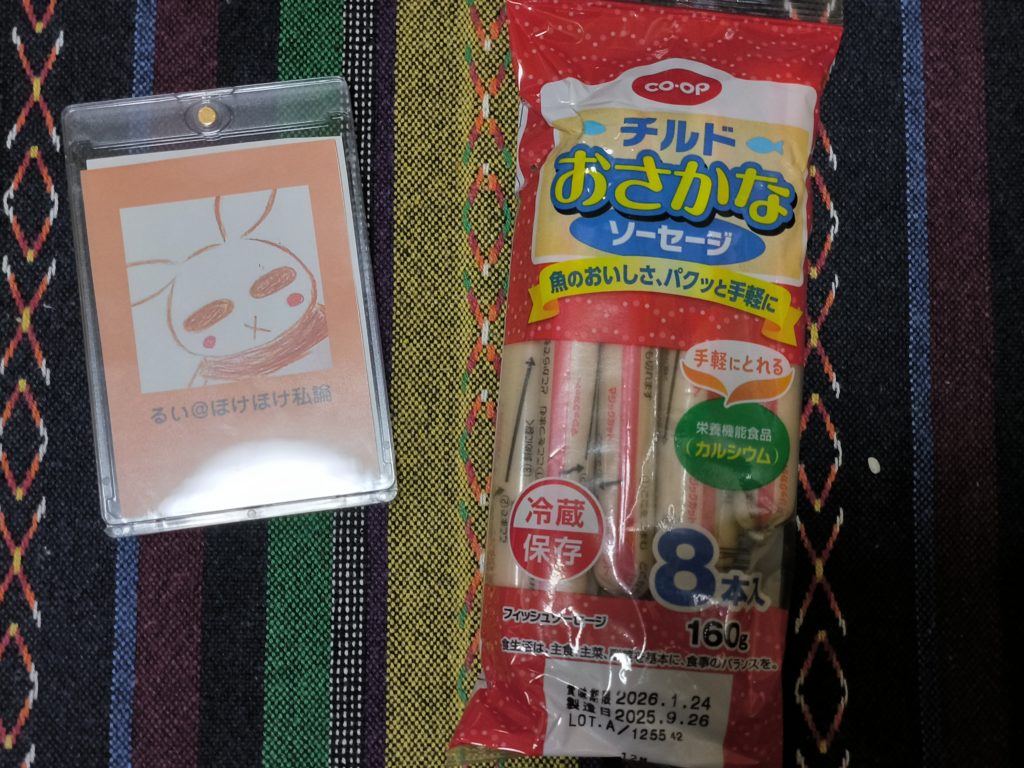 るい@ほけほけ私論
CO・OP
チルド
おさかな
ソーセージ
魚のおいしさ、パクッと手軽に
手軽にとれる
栄養機能食品
(カルシウム)
冷蔵
保存
8本入
160g
フィッシュソーセージ
食生活は、主食、主菜、副菜を基本に、食事のバランスを。
賞味期限 2026.1.24
製造日 2025.9.26
LOT.A/1255 42